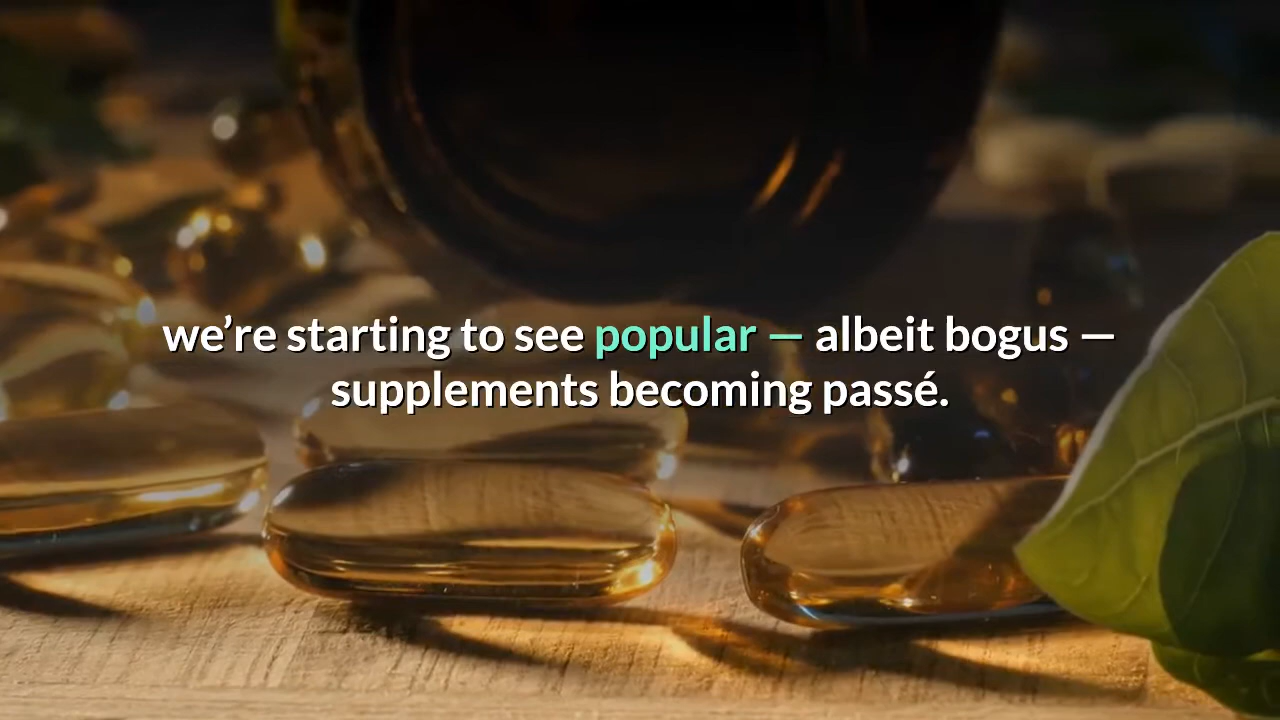 we’re starting to see popular — albeit bogus —
supplements becoming passé.